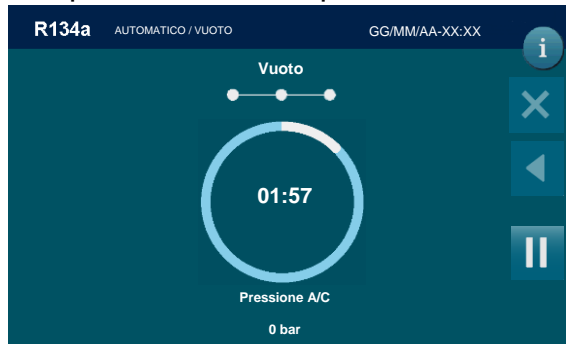 R134a AUTOMATICO / VUOTO GG/MM/AA-XX:XX
i
Vuoto
01:57
Pressione A/C
0 bar